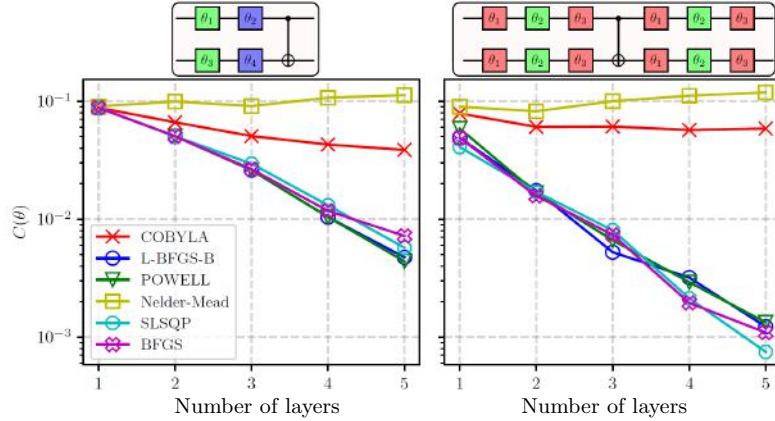 θ1 θ2
θ3 θ4
θ1 θ2 θ3 θ1 θ2 θ3
θ1 θ2 θ3 θ1 θ2 θ3
C(θ)
10⁻¹
10⁻²
10⁻³
COBYLA
L-BFGS-B
POWELL
Nelder-Mead
SLSQP
BFGS
1 2 3 4 5
Number of layers
1 2 3 4 5
Number of layers